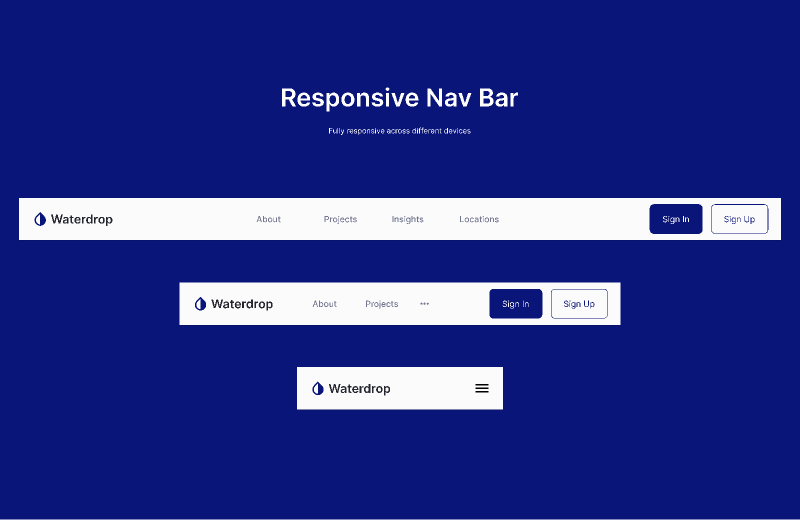 Responsive Nav Bar
Fully responsive across different devices
Waterdrop About Projects Insights Locations Sign In Sign Up
Waterdrop About Projects ••• Sign In Sign Up
Waterdrop